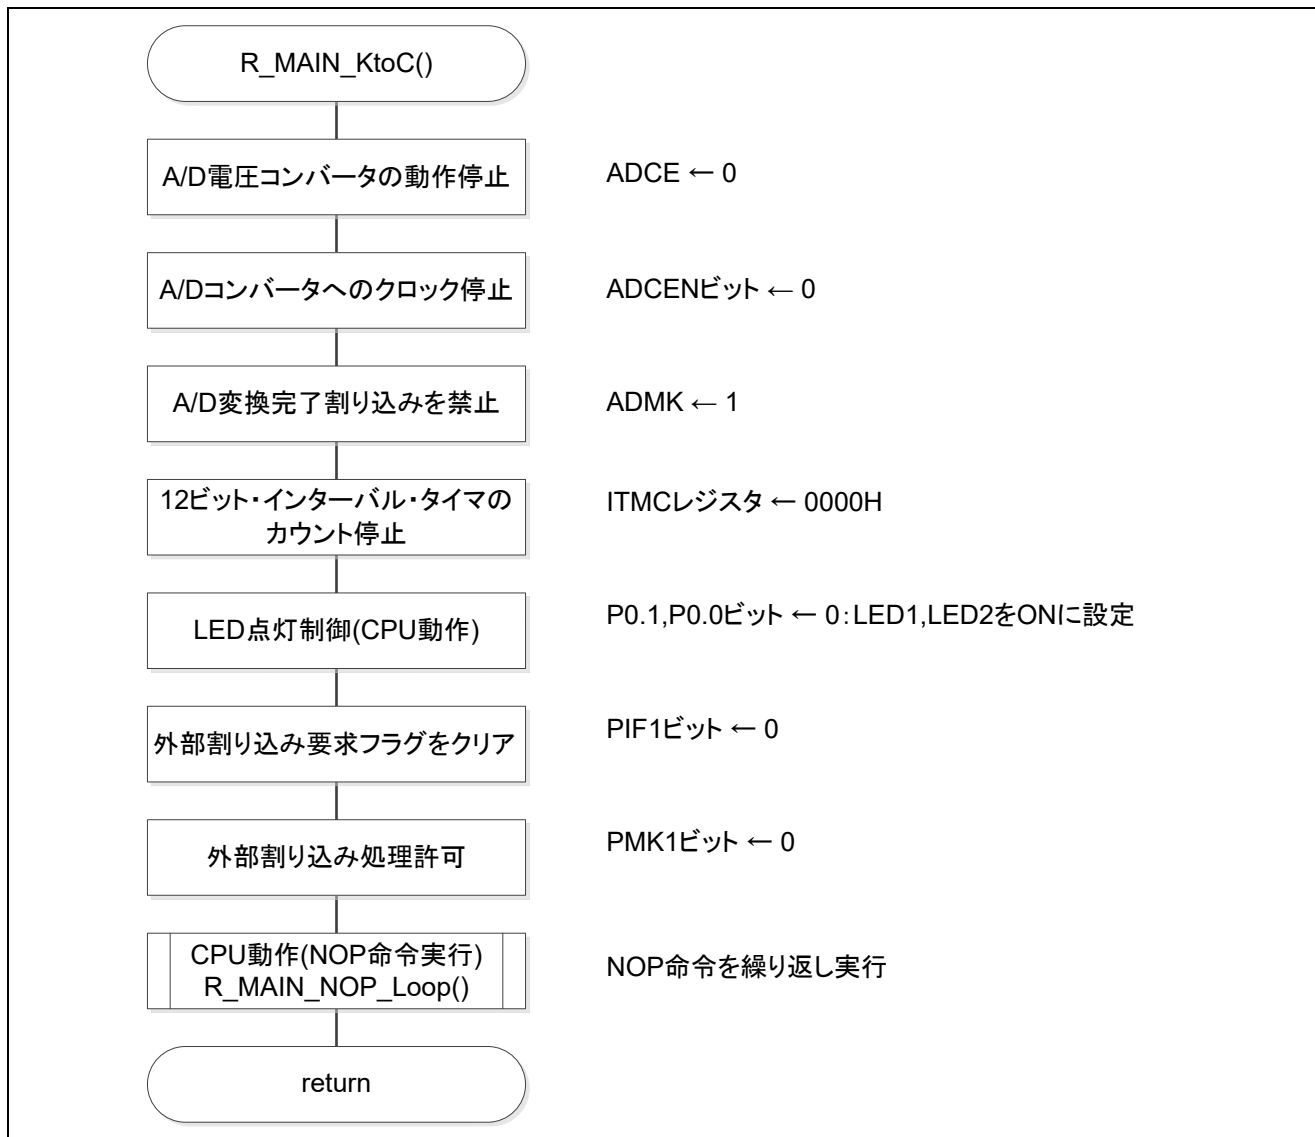 R_MAIN_KtoC()
A/D電圧コンバータの動作停止
ADCE ← 0
A/Dコンバータへのクロック停止
ADCENビット ← 0
A/D変換完了割り込みを禁止
ADMK ← 1
12ビット・インターバル・タイマの
カウント停止
ITMCレジスタ ← 0000H
LED点灯制御(CPU動作)
P0.1,P0.0ビット ← 0:LED1,LED2をONに設定
外部割り込み要求フラグをクリア
PIF1ビット ← 0
外部割り込み処理許可
PMK1ビット ← 0
CPU動作(NOP命令実行)
R_MAIN_NOP_Loop()
NOP命令を繰り返し実行
return